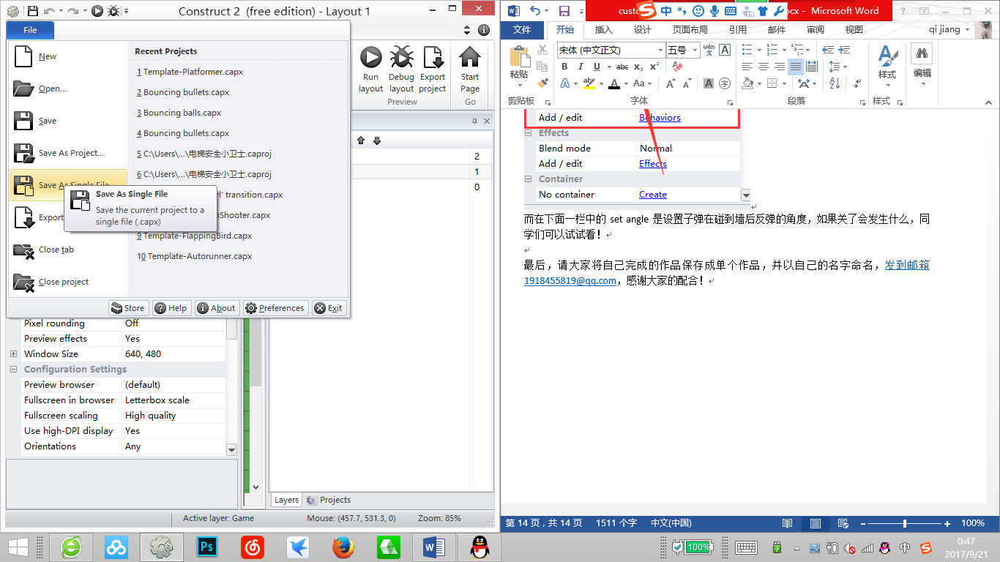 Construct 2 (free edition) - Layout 1
File
New
Open...
Save
Save As Project...
Save As Single File
Export
Close tab
Close project
Recent Projects
1 Template-Platformer.capx
2 Bouncing bullets.capx
3 Bouncing balls.capx
4 Bouncing bullets.capx
5 C:\Users\...\电梯安全小卫士.caproj
6 C:\Users\...\电梯安全小卫士.caproj
' transition.capx
Shooter.capx
9 Template-FlappingBird.capx
10 Template-Autorunner.capx
Save As Single File
Save the current project to a
single file (.capx)
Store
Help
About
Preferences
Exit
Run
layout
Debug
layout
Export
project
Start
Page
Preview
Go
2
1
0
Pixel rounding Off
Preview effects Yes
Window Size 640, 480
Configuration Settings
Preview browser (default)
Fullscreen in browser Letterbox scale
Fullscreen scaling High quality
Use high-DPI display Yes
Orientations Any
Layers
Projects
Active layer: Game
Mouse: (457.7, 531.3, 0)
Zoom: 85%
custo
cx - Microsoft Word
中
文件
开始
插入
设计
页面布局
引用
邮件
审阅
视图
qi jiang
粘贴
剪贴板
宋体 (中文正文)
五号
wén
文
A
B I U abc x₂ x²
A
ab
A
Aa
A
A
A
字
字体
段落
样式
样式
编辑
Add / edit Behaviors
Effects
Blend mode Normal
Add / edit Effects
Container
No container Create
而在下面一栏中的 set angle 是设置子弹在碰到墙后反弹的角度，如果关了会发生什么，同
学们可以试试看！
最后，请大家将自己完成的作品保存成单个作品，并以自己的名字命名，发到邮箱
1918455819@qq.com，感谢大家的配合！
第 14 页，共 14 页
1511 个字
中文(中国)
100%
Ps
100%
中
0:47
2017/9/21